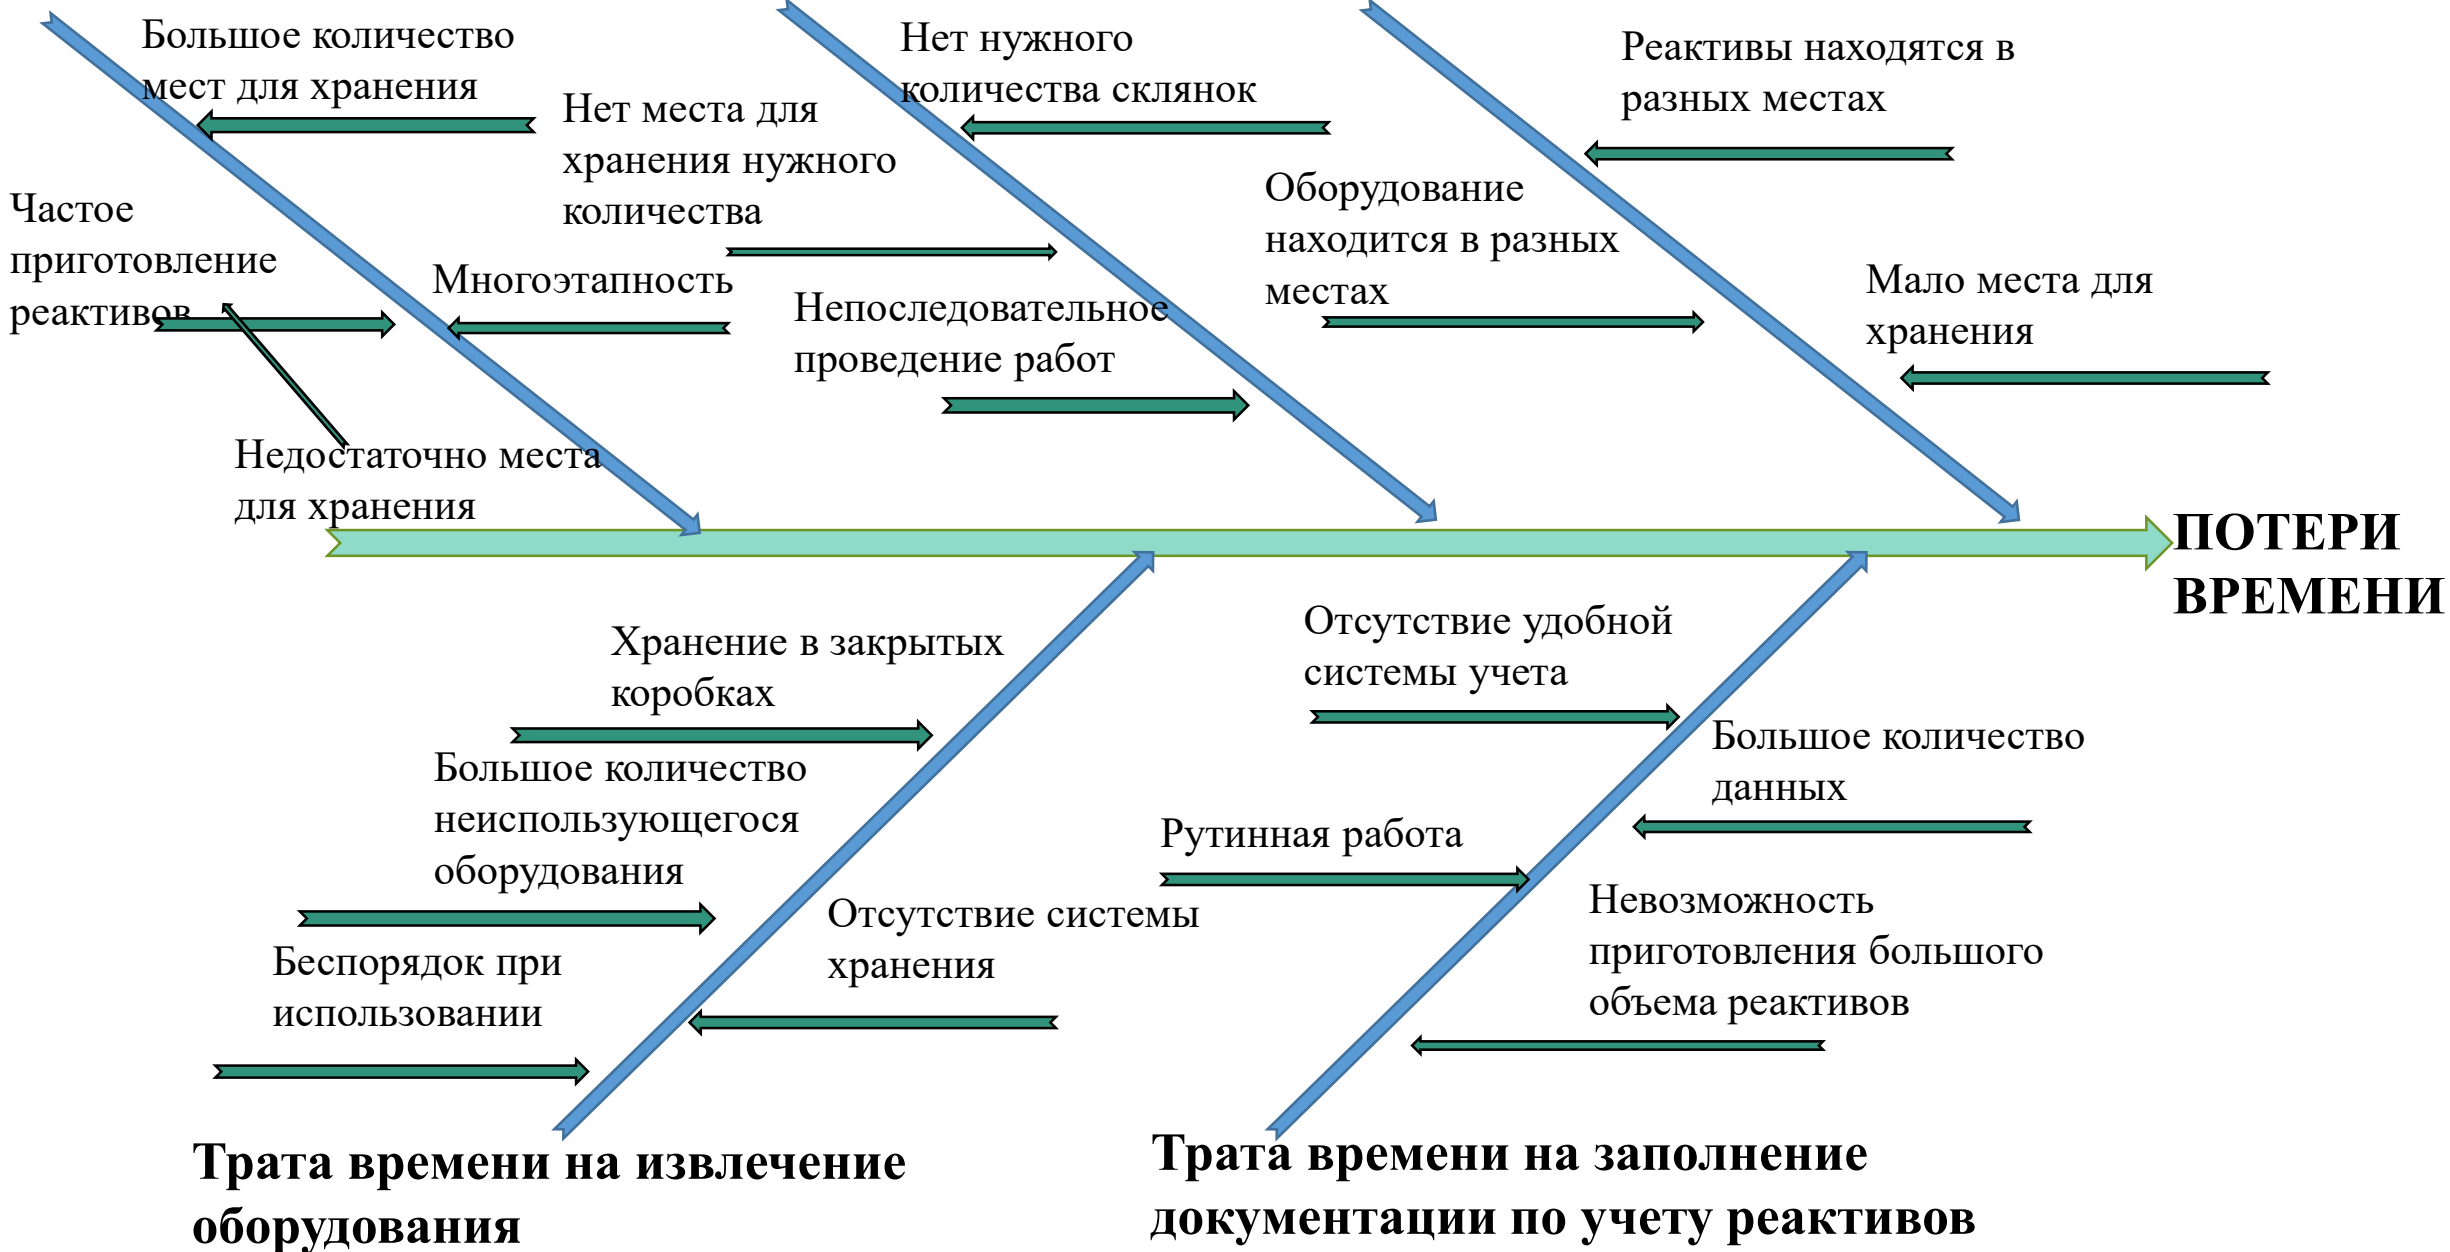 Большое количество
мест для хранения
Частое
приготовление
реактивов
Многоэтапность
Недостаточно места
для хранения
Нет места для
хранения нужного
количества
Нет нужного
количества склянок
Непоследовательное
проведение работ
Оборудование
находится в разных
местах
Реактивы находятся в
разных местах
Мало места для
хранения
ПОТЕРИ
ВРЕМЕНИ
Хранение в закрытых
коробках
Большое количество
неиспользующегося
оборудования
Беспорядок при
использовании
Отсутствие системы
хранения
Трата времени на извлечение
оборудования
Отсутствие удобной
системы учета
Большое количество
данных
Рутинная работа
Невозможность
приготовления большого
объема реактивов
Трата времени на заполнение
документации по учету реактивов